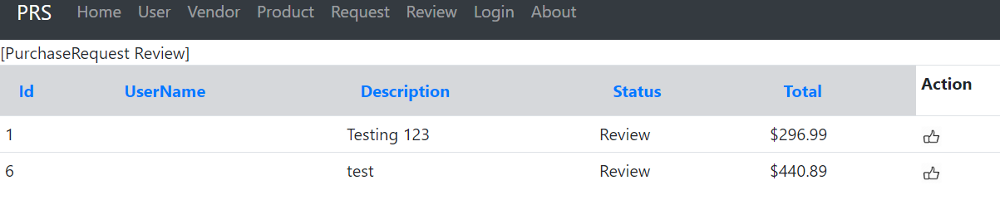 PRS Home User Vendor Product Request Review Login About
[PurchaseRequest Review]
Id UserName Description Status Total Action
1 Testing 123 Review $296.99
6 test Review $440.89